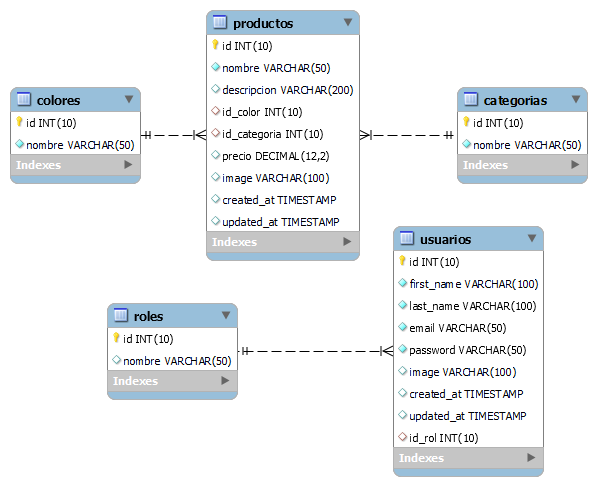 productos
id INT(10)
nombre VARCHAR(50)
descripcion VARCHAR(200)
id_color INT(10)
id_categoria INT(10)
precio DECIMAL(12,2)
image VARCHAR(100)
created_at TIMESTAMP
updated_at TIMESTAMP
Indexes
colores
id INT(10)
nombre VARCHAR(50)
Indexes
categorias
id INT(10)
nombre VARCHAR(50)
Indexes
usuarios
id INT(10)
first_name VARCHAR(100)
last_name VARCHAR(100)
email VARCHAR(50)
password VARCHAR(50)
image VARCHAR(100)
created_at TIMESTAMP
updated_at TIMESTAMP
id_rol INT(10)
Indexes
roles
id INT(10)
nombre VARCHAR(50)
Indexes